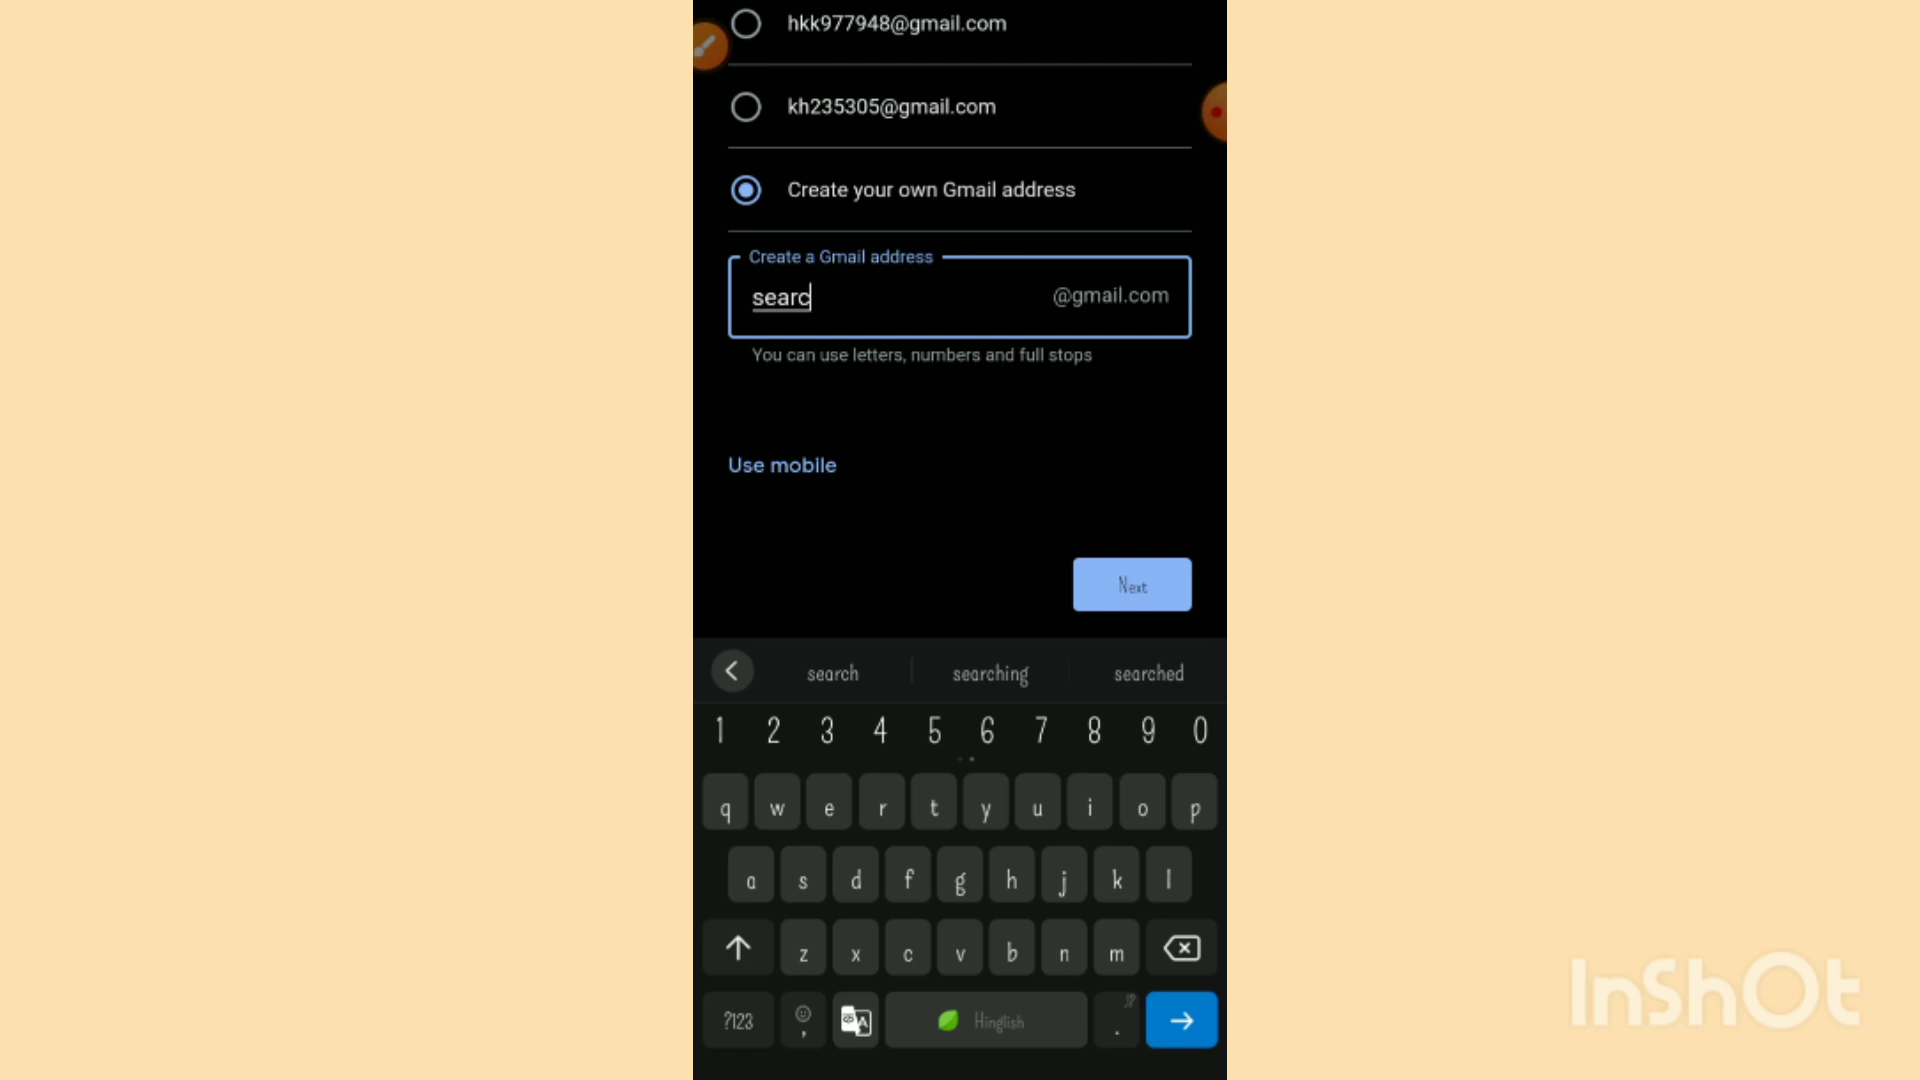 hkk977948@gmail.com
kh235305@gmail.com
Create your own Gmail address
Create a Gmail address
searc @gmail.com
You can use letters, numbers and full stops
Use mobile
Next
search searching searched
1 2 3 4 5 6 7 8 9 0
q w e r t y u i o p
a s d f g h j k l
z x c v b n m
?123 , Hinglish . !?
InShOt